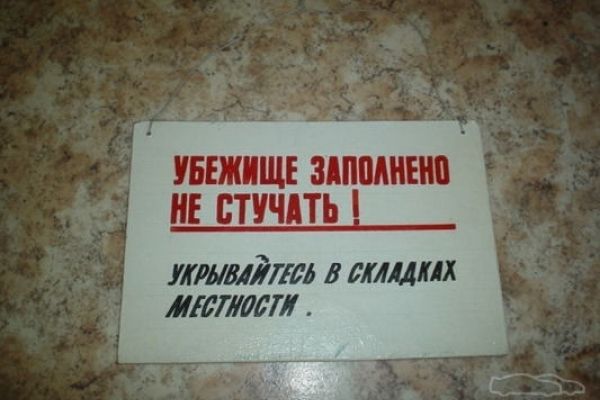 УБЕЖИЩЕ ЗАПОЛНЕНО
НЕ СТУЧАТЬ !
УКРЫВАЙТЕСЬ В СКЛАДКАХ
МЕСТНОСТИ .